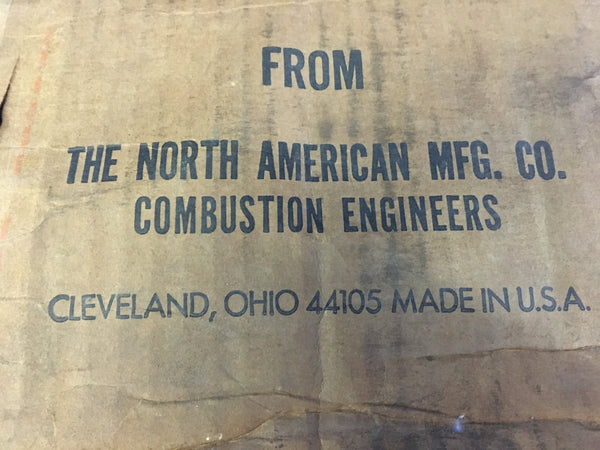 FROM
THE NORTH AMERICAN MFG. CO.
COMBUSTION ENGINEERS
CLEVELAND, OHIO 44105 MADE IN U.S.A.